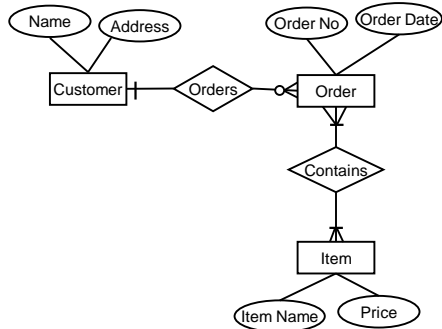 Name
Address
Order No
Order Date
Customer
Orders
Order
Contains
Item
Item Name
Price